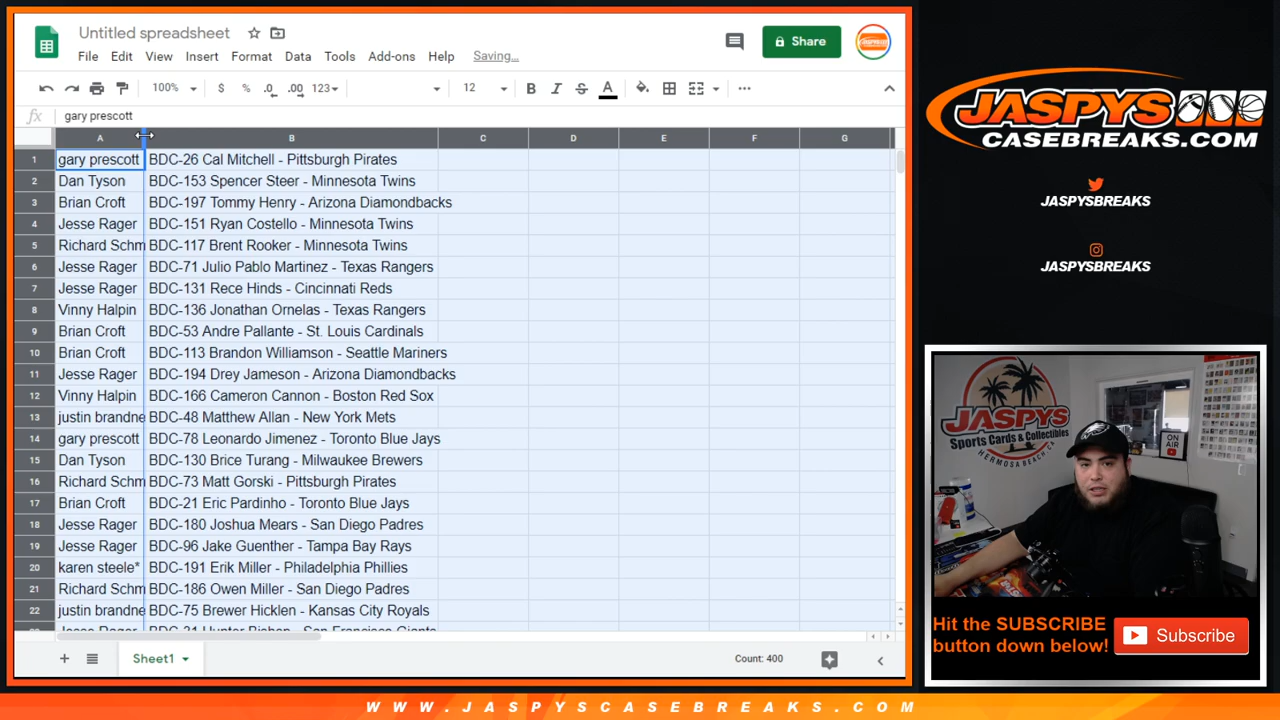 Untitled spreadsheet
File Edit View Insert Format Data Tools Add-ons Help Saving...
Share
100% $ % .0 .00 123 12 B I S A
fx gary prescott
A B C D E F G
1 gary prescott BDC-26 Cal Mitchell - Pittsburgh Pirates
2 Dan Tyson BDC-153 Spencer Steer - Minnesota Twins
3 Brian Croft BDC-197 Tommy Henry - Arizona Diamondbacks
4 Jesse Rager BDC-151 Ryan Costello - Minnesota Twins
5 Richard Schm BDC-117 Brent Rooker - Minnesota Twins
6 Jesse Rager BDC-71 Julio Pablo Martinez - Texas Rangers
7 Jesse Rager BDC-131 Rece Hinds - Cincinnati Reds
8 Vinny Halpin BDC-136 Jonathan Ornelas - Texas Rangers
9 Brian Croft BDC-53 Andre Pallante - St. Louis Cardinals
10 Brian Croft BDC-113 Brandon Williamson - Seattle Mariners
11 Jesse Rager BDC-194 Drey Jameson - Arizona Diamondbacks
12 Vinny Halpin BDC-166 Cameron Cannon - Boston Red Sox
13 justin brandne BDC-48 Matthew Allan - New York Mets
14 gary prescott BDC-78 Leonardo Jimenez - Toronto Blue Jays
15 Dan Tyson BDC-130 Brice Turang - Milwaukee Brewers
16 Richard Schm BDC-73 Matt Gorski - Pittsburgh Pirates
17 Brian Croft BDC-21 Eric Pardinho - Toronto Blue Jays
18 Jesse Rager BDC-180 Joshua Mears - San Diego Padres
19 Jesse Rager BDC-96 Jake Guenther - Tampa Bay Rays
20 karen steele* BDC-191 Erik Miller - Philadelphia Phillies
21 Richard Schm BDC-186 Owen Miller - San Diego Padres
22 justin brandne BDC-75 Brewer Hicklen - Kansas City Royals
Jesse Rager BDC-31 Hunter Bishop - San Francisco Giants
Sheet1
Count: 400
JASPYS
CASEBREAKS.COM
JASPYSBREAKS
JASPYSBREAKS
JASPYS
Sports Cards & Collectibles
HERMOSA BEACH, CA
ON AIR
Hit the SUBSCRIBE
button down below!
Subscribe
WWW.JASPYSCASEBREAKS.COM